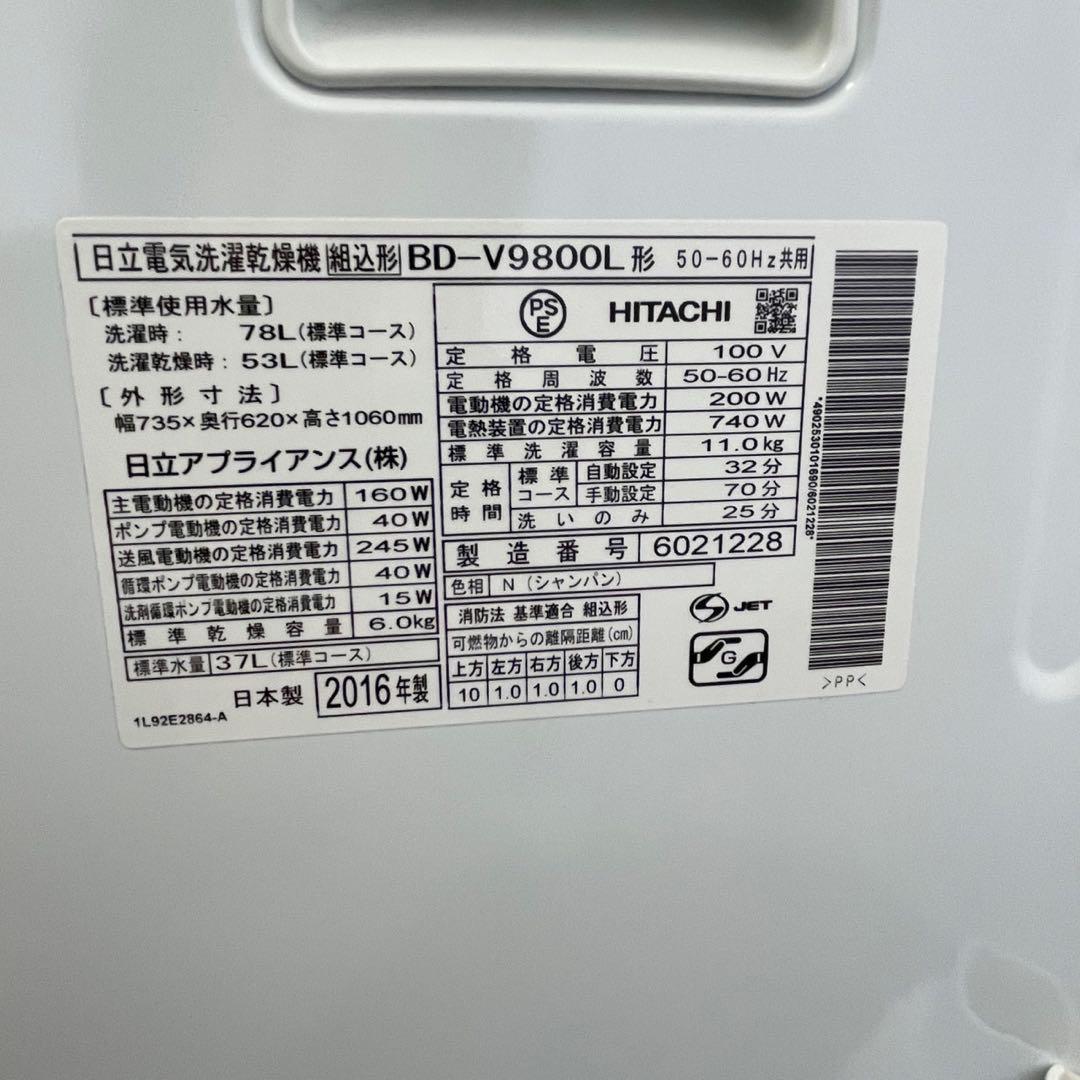 日立電気洗濯乾燥機 組込形 BD-V9800L形 50-60Hz共用
〔標準使用水量〕
洗濯時: 78L(標準コース)
洗濯乾燥時: 53L(標準コース)
〔外形寸法〕
幅735×奥行620×高さ1060mm
日立アプライアンス(株)
主電動機の定格消費電力 160W
ポンプ電動機の定格消費電力 40W
送風電動機の定格消費電力 245W
循環ポンプ電動機の定格消費電力 40W
洗剤循環ポンプ電動機の定格消費電力 15W
標準乾燥容量 6.0kg
標準水量 37L(標準コース)
日本製 2016年製
1L92E2864-A
PSE HITACHI
定格電圧 100V
定格周波数 50-60Hz
電動機の定格消費電力 200W
電熱装置の定格消費電力 740W
標準洗濯容量 11.0kg
定格時間 標準コース 自動設定 32分
手動設定 70分
洗いのみ 25分
製造番号 6021228
色相 N(シャンパン)
消防法 基準適合 組込形
可燃物からの離隔距離(cm)
上方 左方 右方 後方 下方
10 1.0 1.0 1.0 0
S JET
G
*4902530101690/6021228*
>PP<